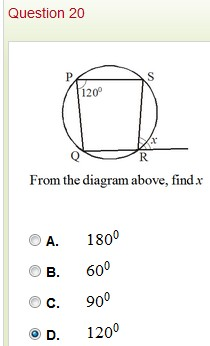 Question 20
P S
120⁰
x
Q R
From the diagram above, find x
A. 180⁰
B. 60⁰
C. 90⁰
D. 120⁰